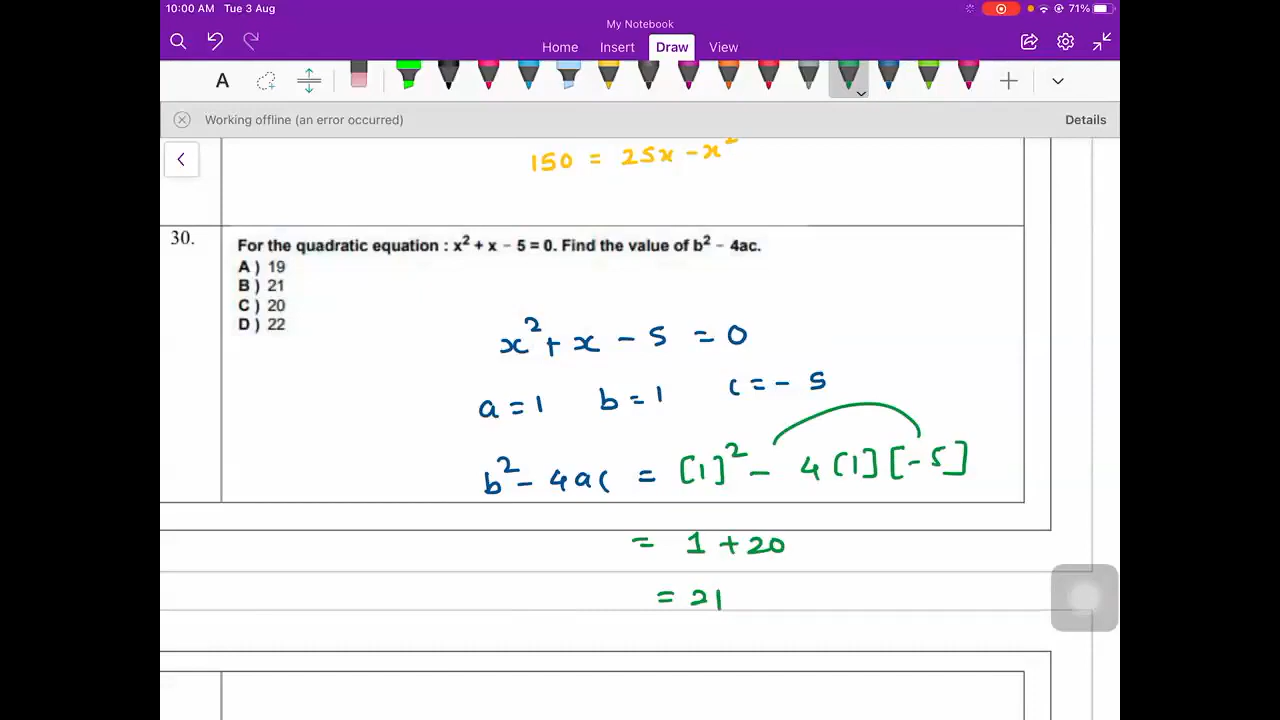 10:00 AM Tue 3 Aug
71%
My Notebook
Home Insert Draw View
A
Working offline (an error occurred)
Details
150 = 25x - x²
30.
For the quadratic equation : x² + x − 5 = 0. Find the value of b² − 4ac.
A ) 19
B ) 21
C ) 20
D ) 22
x² + x - 5 = 0
a = 1 b = 1 c = - 5
b² - 4ac = [1]² - 4 [1] [-5]
= 1 + 20
= 21